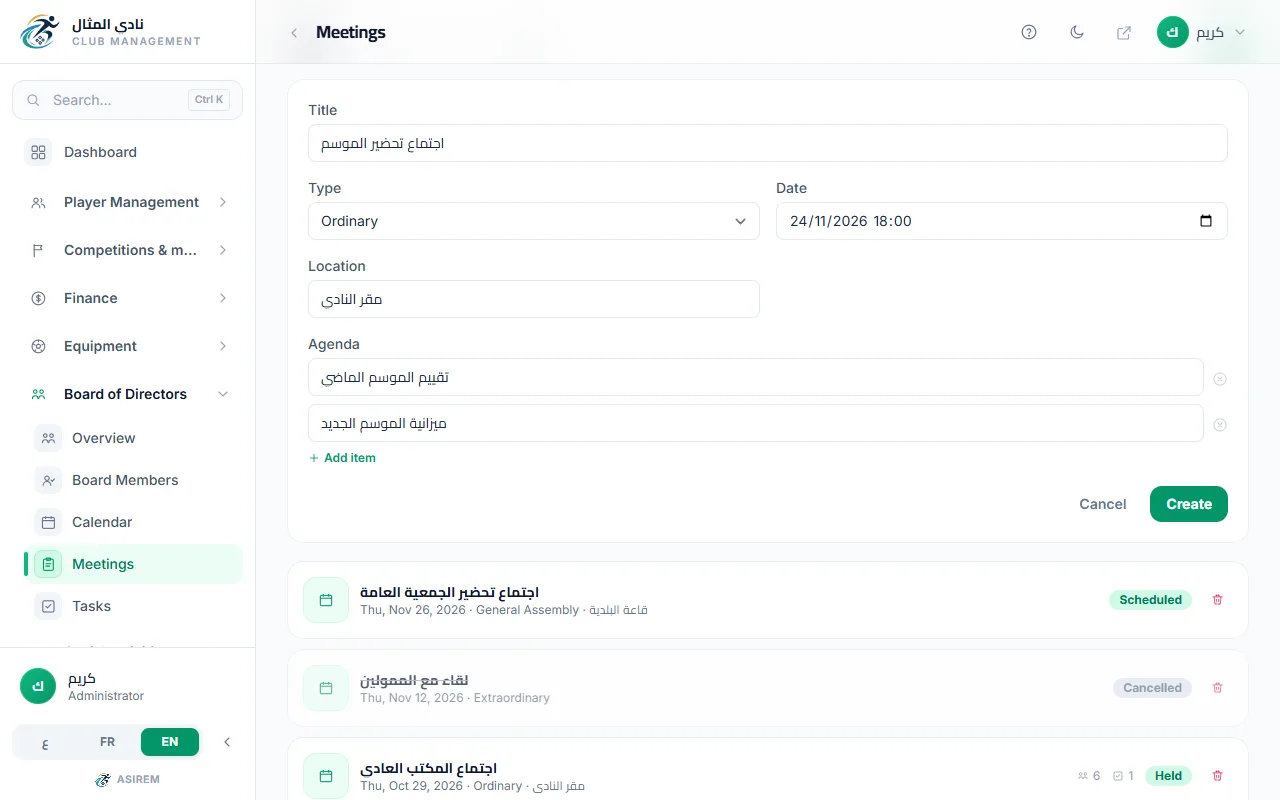 نادي المثال
CLUB MANAGEMENT
Search...
Ctrl K
Dashboard
Player Management
Competitions & m...
Finance
Equipment
Board of Directors
Overview
Board Members
Calendar
Meetings
Tasks
ك
كريم
Administrator
ع
FR
EN
ASIREM
Meetings
ك
كريم
Title
اجتماع تحضير الموسم
Type
Date
Ordinary
24/11/2026 18:00
Location
مقر النادي
Agenda
تقييم الموسم الماضي
ميزانية الموسم الجديد
+ Add item
Cancel
Create
اجتماع تحضير الجمعية العامة
Thu, Nov 26, 2026 · General Assembly · قاعة البلدية
Scheduled
لقاء مع الممولين
Thu, Nov 12, 2026 · Extraordinary
Cancelled
اجتماع المكتب العادي
Thu, Oct 29, 2026 · Ordinary · مقر النادي
6
1
Held